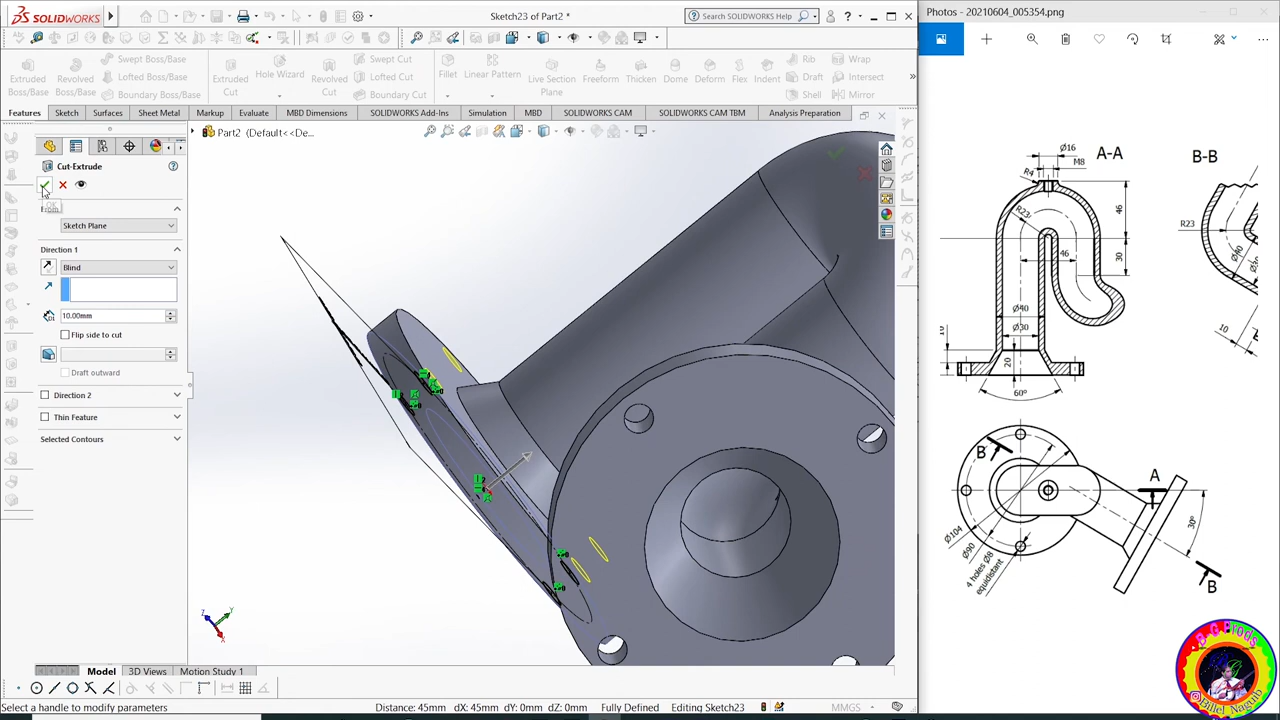 SOLIDWORKS
Sketch23 of Part2 *
Search SOLIDWORKS Help
Photos - 20210604_005354.png
Extruded Boss/Base
Revolved Boss/Base
Swept Boss/Base
Lofted Boss/Base
Boundary Boss/Base
Extruded Cut
Hole Wizard
Revolved Cut
Swept Cut
Lofted Cut
Boundary Cut
Fillet
Linear Pattern
Live Section Plane
Freeform
Thicken
Dome
Deform
Flex
Indent
Rib
Draft
Shell
Wrap
Intersect
Mirror
Features
Sketch
Surfaces
Sheet Metal
Markup
Evaluate
MBD Dimensions
SOLIDWORKS Add-Ins
Simulation
MBD
SOLIDWORKS CAM
SOLIDWORKS CAM TBM
Analysis Preparation
Part2 (Default<<De...
Cut-Extrude
OK
Sketch Plane
Direction 1
Blind
10.00mm
Flip side to cut
Draft outward
Direction 2
Thin Feature
Selected Contours
Z
Y
X
Model
3D Views
Motion Study 1
Select a handle to modify parameters
Distance: 45mm
dX: 45mm dY: 0mm dZ: 0mm
Fully Defined
Editing Sketch23
MMGS
A-A
B-B
Ø16
M8
R4
R23
46
46
30
Ø40
Ø30
10
20
60°
R23
Ø40
10
B
A
30°
Ø104
Ø90
4 holes Ø8
equidistant
B
B G Prods
@Billel_Naguib